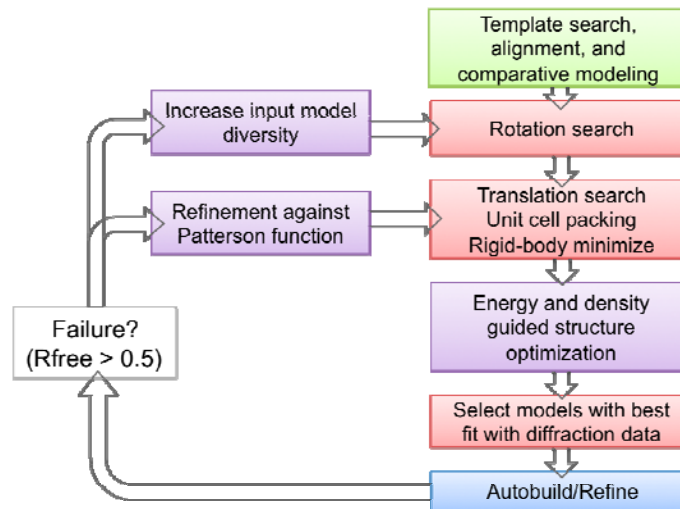 Template search,
alignment, and
comparative modeling
Increase input model
diversity
Rotation search
Refinement against
Patterson function
Translation search
Unit cell packing
Rigid-body minimize
Failure?
(Rfree > 0.5)
Energy and density
guided structure
optimization
Select models with best
fit with diffraction data
Autobuild/Refine